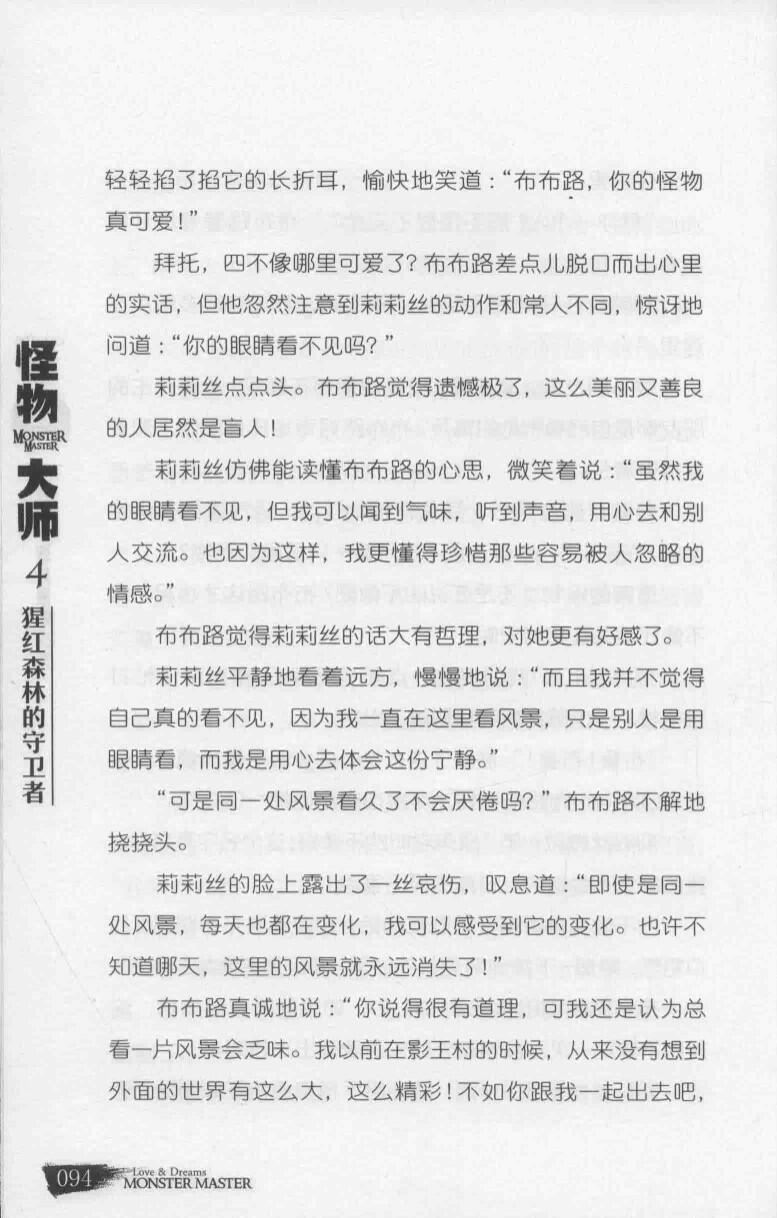 轻轻掐了掐它的长折耳，愉快地笑道：“布布路，你的怪物
真可爱！”
拜托，四不像哪里可爱了？布布路差点儿脱口而出心里
的实话，但他忽然注意到莉莉丝的动作和常人不同，惊讶地
问道：“你的眼睛看不见吗？”
莉莉丝点点头。布布路觉得遗憾极了，这么美丽又善良
的人居然是盲人！
莉莉丝仿佛能读懂布布路的心思，微笑着说：“虽然我
的眼睛看不见，但我可以闻到气味，听到声音，用心去和别
人交流。也因为这样，我更懂得珍惜那些容易被人忽略的
情感。”
布布路觉得莉莉丝的话大有哲理，对她更有好感了。
莉莉丝平静地看着远方，慢慢地说：“而且我并不觉得
自己真的看不见，因为我一直在这里看风景，只是别人是用
眼睛看，而我是用心去体会这份宁静。”
“可是同一处风景看久了不会厌倦吗？”布布路不解地
挠挠头。
莉莉丝的脸上露出了一丝哀伤，叹息道：“即使是同一
处风景，每天也都在变化，我可以感受到它的变化。也许不
知道哪天，这里的风景就永远消失了！”
布布路真诚地说：“你说得很有道理，可我还是认为总
看一片风景会乏味。我以前在影王村的时候，从来没有想到
外面的世界有这么大，这么精彩！不如你跟我一起出去吧，
怪物
MONSTER
MASTER
大师
4
猩红森林的守卫者
094
Love & Dreams
MONSTER MASTER